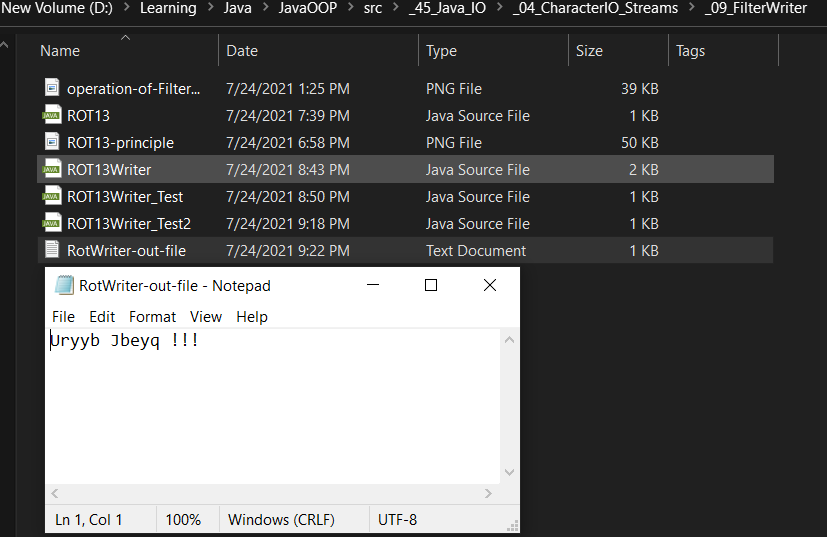 New Volume (D:) > Learning > Java > JavaOOP > src > _45_Java_IO > _04_CharacterIO_Streams > _09_FilterWriter
Name Date Type Size Tags
operation-of-Filter... 7/24/2021 1:25 PM PNG File 39 KB
ROT13 7/24/2021 7:39 PM Java Source File 1 KB
ROT13-principle 7/24/2021 6:58 PM PNG File 50 KB
ROT13Writer 7/24/2021 8:43 PM Java Source File 2 KB
ROT13Writer_Test 7/24/2021 8:50 PM Java Source File 1 KB
ROT13Writer_Test2 7/24/2021 9:18 PM Java Source File 1 KB
RotWriter-out-file 7/24/2021 9:22 PM Text Document 1 KB
RotWriter-out-file - Notepad
File Edit Format View Help
Uryyb Jbeyq !!!
Ln 1, Col 1 100% Windows (CRLF) UTF-8